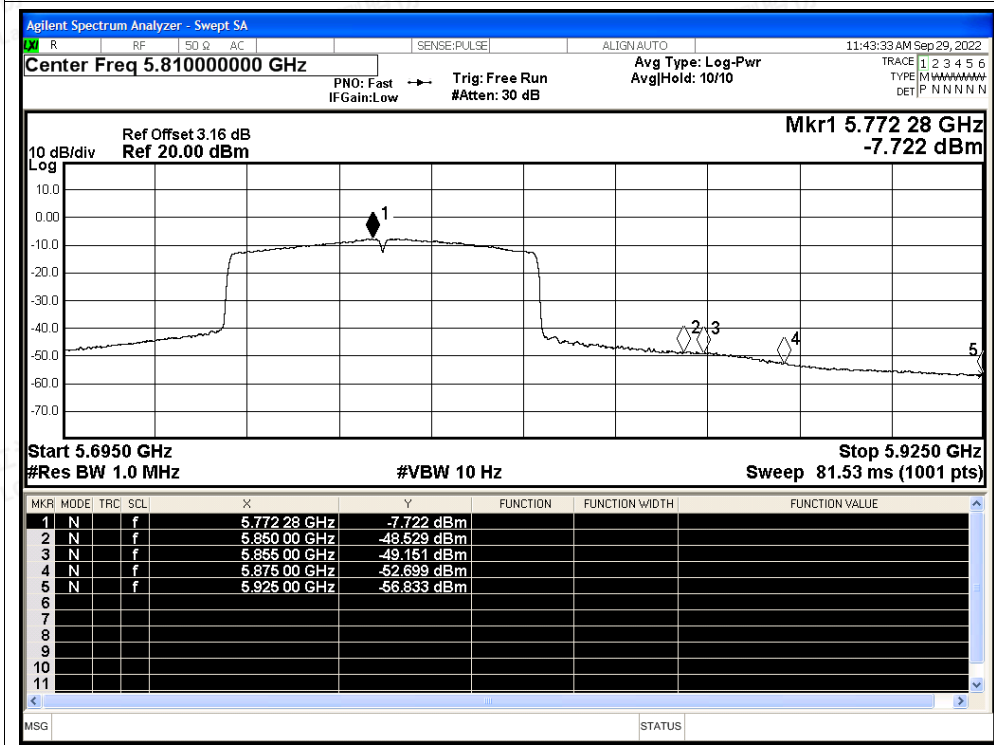 Agilent Spectrum Analyzer - Swept SA
LXI R RF 50 Ω AC SENSE:PULSE ALIGN AUTO 11:43:33 AM Sep 29, 2022
Center Freq 5.810000000 GHz
PNO: Fast
IFGain:Low
Trig: Free Run
#Atten: 30 dB
Avg Type: Log-Pwr
Avg|Hold: 10/10
TRACE 1 2 3 4 5 6
TYPE M
DET P N N N N N
Mkr1 5.772 28 GHz
-7.722 dBm
Ref Offset 3.16 dB
10 dB/div Ref 20.00 dBm
Log
10.0
0.00
-10.0
-20.0
-30.0
-40.0
-50.0
-60.0
-70.0
1
2 3
4
5
Start 5.6950 GHz Stop 5.9250 GHz
#Res BW 1.0 MHz #VBW 10 Hz Sweep 81.53 ms (1001 pts)
MKR MODE TRC SCL X Y FUNCTION FUNCTION WIDTH FUNCTION VALUE
1 N f 5.772 28 GHz -7.722 dBm
2 N f 5.850 00 GHz -48.529 dBm
3 N f 5.855 00 GHz -49.151 dBm
4 N f 5.875 00 GHz -52.699 dBm
5 N f 5.925 00 GHz -56.833 dBm
6
7
8
9
10
11
MSG STATUS